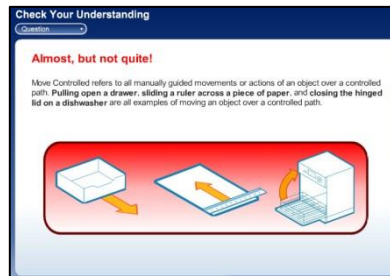 Check Your Understanding
Question
Almost, but not quite!
Move Controlled refers to all manually guided movements or actions of an object over a controlled
path. Pulling open a drawer, sliding a ruler across a piece of paper, and closing the hinged
lid on a dishwasher are all examples of moving an object over a controlled path.